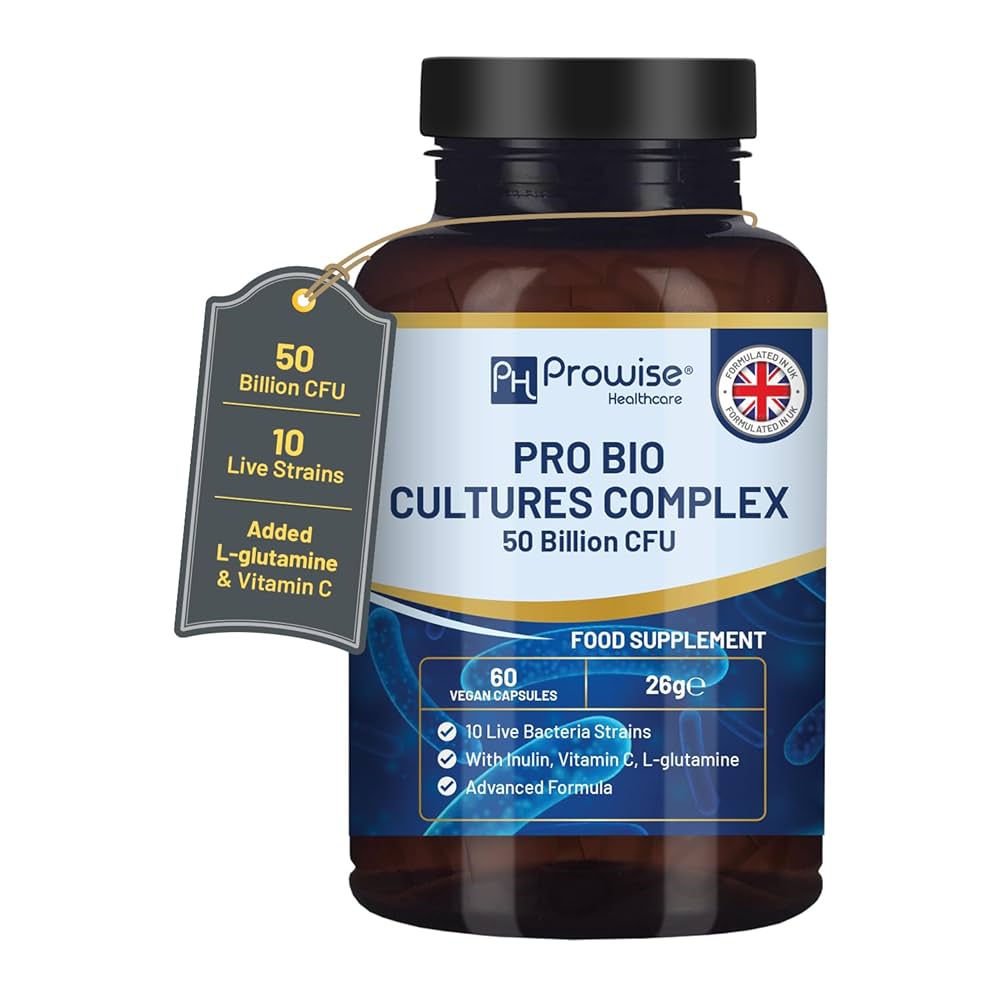 50
Billion CFU
10
Live Strains
Added
L-glutamine
& Vitamin C
PH Prowise®
Healthcare
FORMULATED IN UK
FORMULATED IN UK
PRO BIO
CULTURES COMPLEX
50 Billion CFU
FOOD SUPPLEMENT
60
VEGAN CAPSULES
26g℮
10 Live Bacteria Strains
With Inulin, Vitamin C, L-glutamine
Advanced Formula